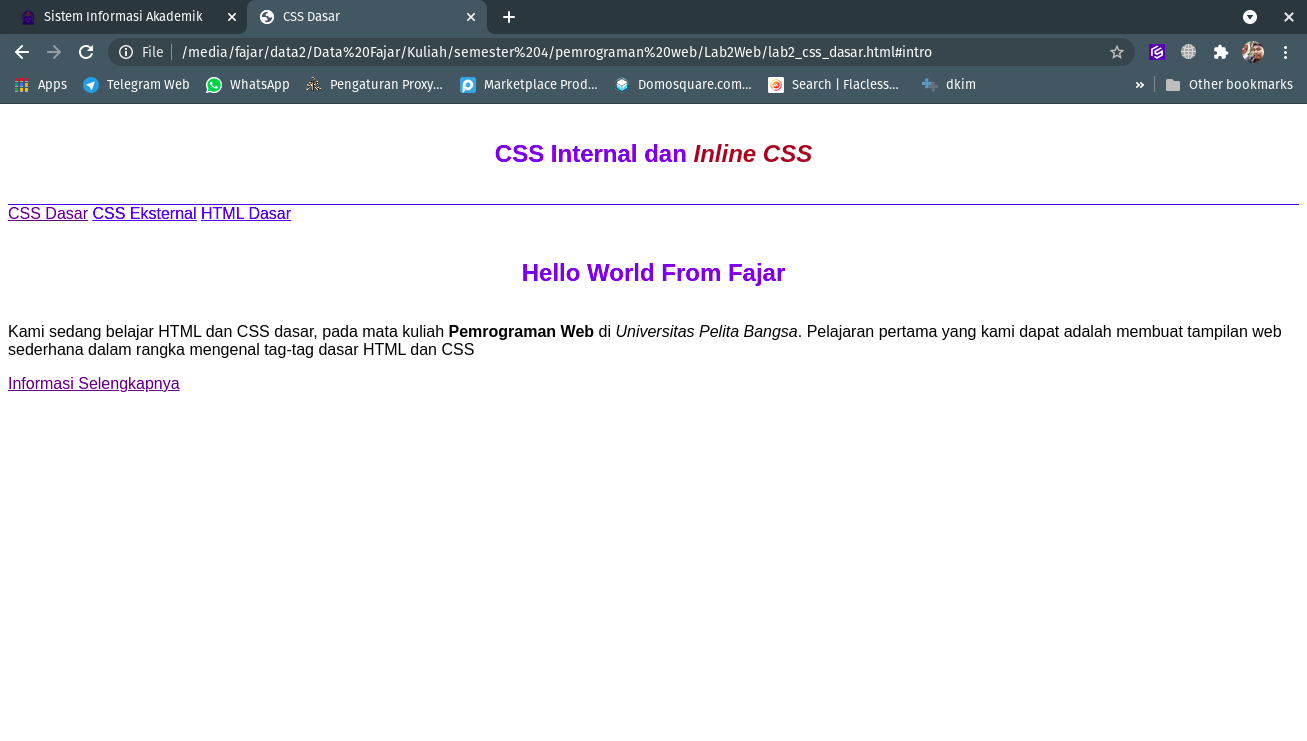 Sistem Informasi Akademik
CSS Dasar
File /media/fajar/data2/Data%20Fajar/Kuliah/semester%204/pemrograman%20web/Lab2Web/lab2_css_dasar.html#intro
Apps Telegram Web WhatsApp Pengaturan Proxy... Marketplace Prod... Domosquare.com... Search | Flacless... dkim » Other bookmarks
CSS Internal dan Inline CSS
CSS Dasar CSS Eksternal HTML Dasar
Hello World From Fajar
Kami sedang belajar HTML dan CSS dasar, pada mata kuliah Pemrograman Web di Universitas Pelita Bangsa. Pelajaran pertama yang kami dapat adalah membuat tampilan web
sederhana dalam rangka mengenal tag-tag dasar HTML dan CSS
Informasi Selengkapnya